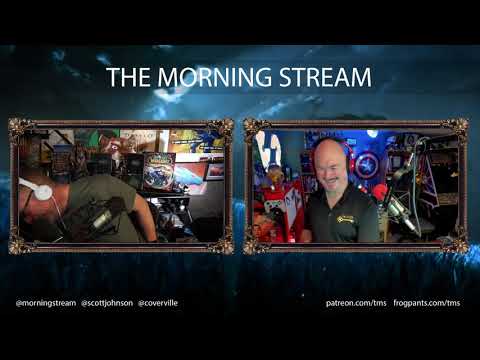 THE MORNING STREAM
@morningstream @scottjohnson @coverville
patreon.com/tms frogpants.com/tms